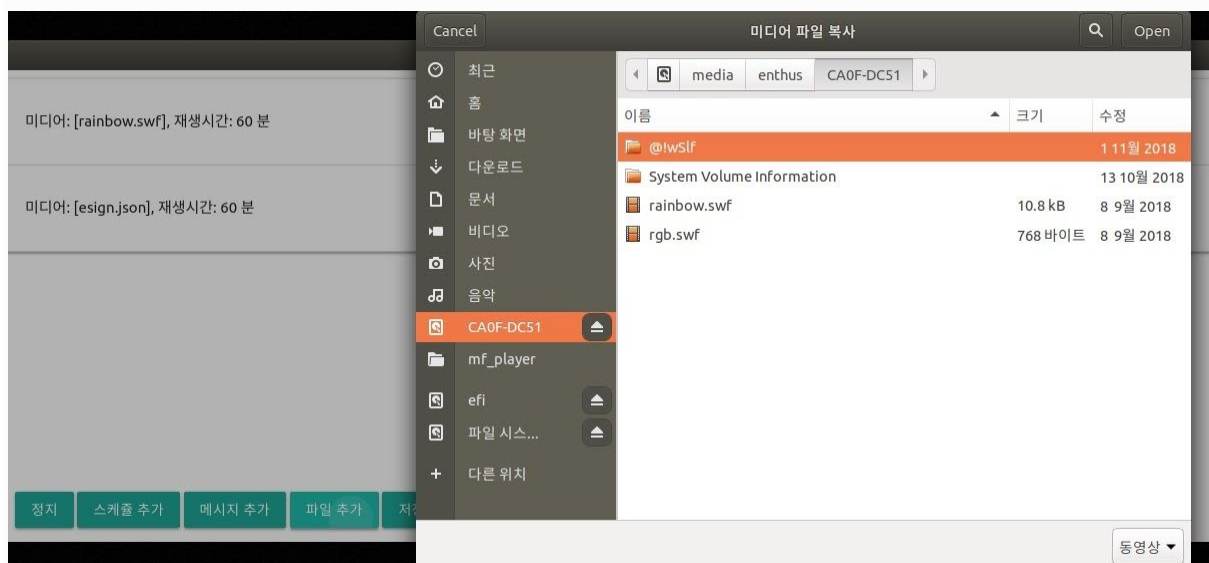 Cancel 미디어 파일 복사 Open
미디어: [rainbow.swf], 재생시간: 60 분
미디어: [esign.json], 재생시간: 60 분
정지 스케쥴 추가 메시지 추가 파일 추가
최근
홈
바탕 화면
다운로드
문서
비디오
사진
음악
CA0F-DC51
mf_player
efi
파일 시스...
+ 다른 위치
media enthus CA0F-DC51
이름 크기 수정
@!wSlf 1 11월 2018
System Volume Information 13 10월 2018
rainbow.swf 10.8 kB 8 9월 2018
rgb.swf 768 바이트 8 9월 2018
동영상